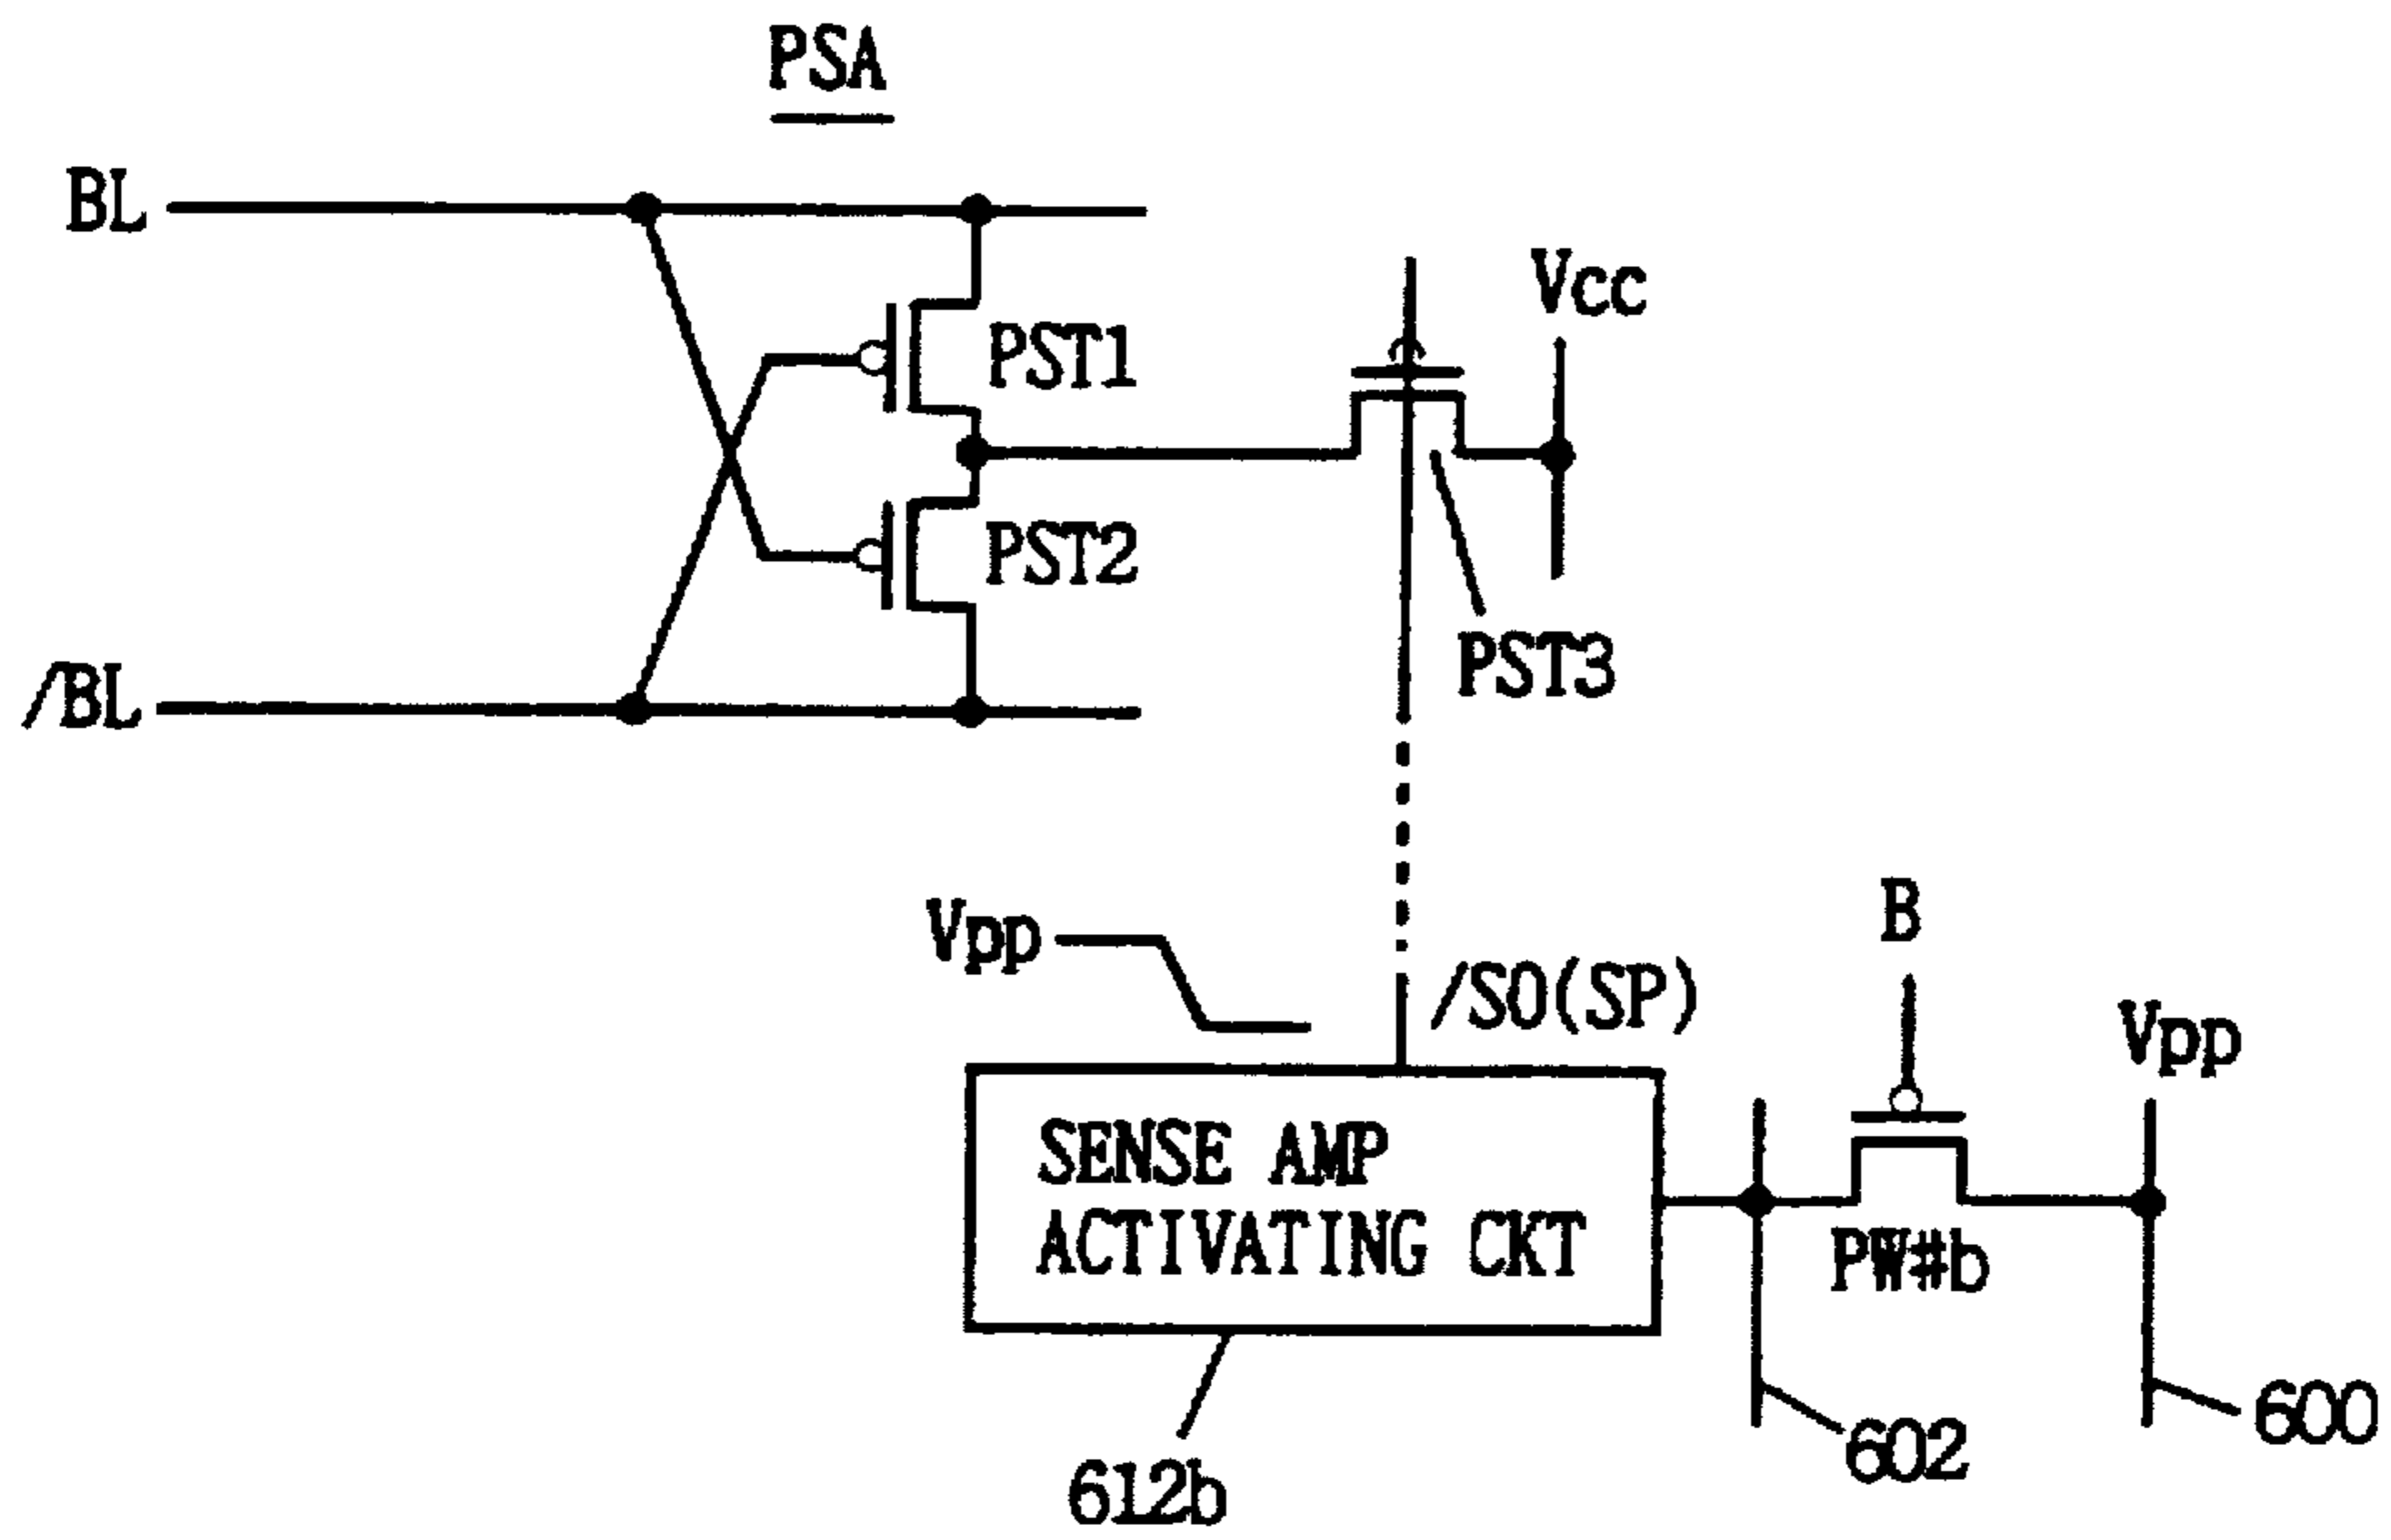 PSA
BL
Vcc
PST1
PST2
PST3
/BL
B
Vpp
/SO(SP)
Vpp
SENSE AMP
ACTIVATING CKT
PW#b
600
602
612b